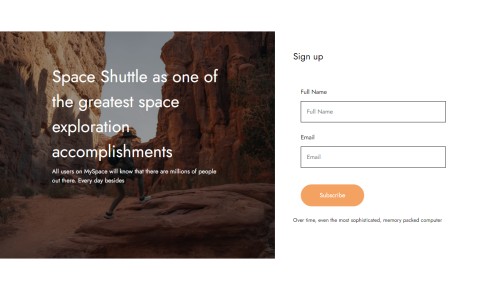 Space Shuttle as one of
the greatest space
exploration
accomplishments
All users on MySpace will know that there are millions of people
out there. Every day besides
Sign up
Full Name
Full Name
Email
Email
Subscribe
Over time, even the most sophisticated, memory packed computer